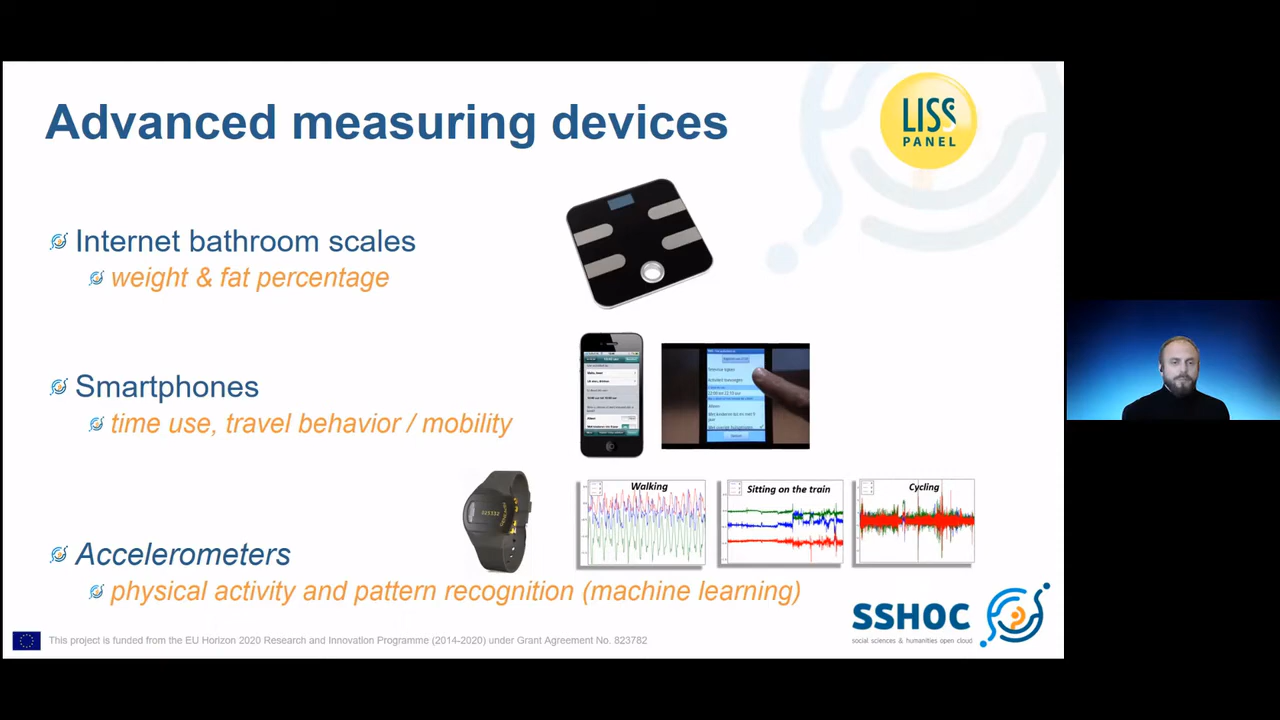 Advanced measuring devices
LISS
PANEL
Internet bathroom scales
weight & fat percentage
Smartphones
time use, travel behavior / mobility
Walking
Sitting on the train
Cycling
Accelerometers
physical activity and pattern recognition (machine learning)
SSHOC
social sciences & humanities open cloud
This project is funded from the EU Horizon 2020 Research and Innovation Programme (2014-2020) under Grant Agreement No. 823782